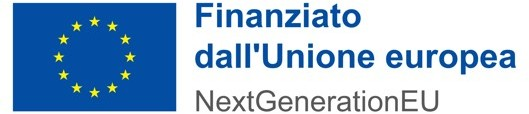 Finanziato
dall'Unione europea
NextGenerationEU